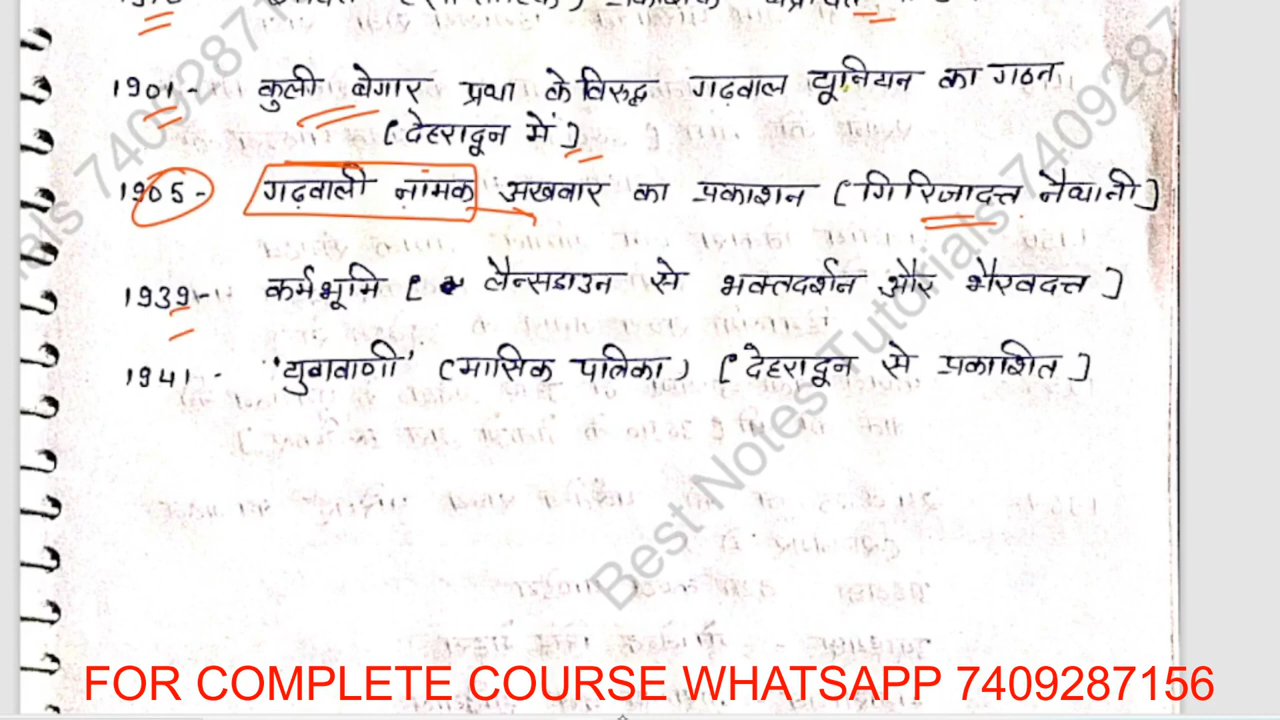 1901 - कुली बेगार प्रथा के विरुद्ध गढ़वाल यूनियन का गठन
[देहरादून में]
1905 - गढ़वाली नामक अखबार का प्रकाशन [गिरिजादत्त नैथानी]
1939 - कर्मभूमि [ लैन्सडाउन से भक्तदर्शन और भैरवदत्त ]
1941 - 'युगवाणी' (मासिक पत्रिका) [देहरादून से प्रकाशित]
Best Notes Tutorials 7409287
FOR COMPLETE COURSE WHATSAPP 7409287156